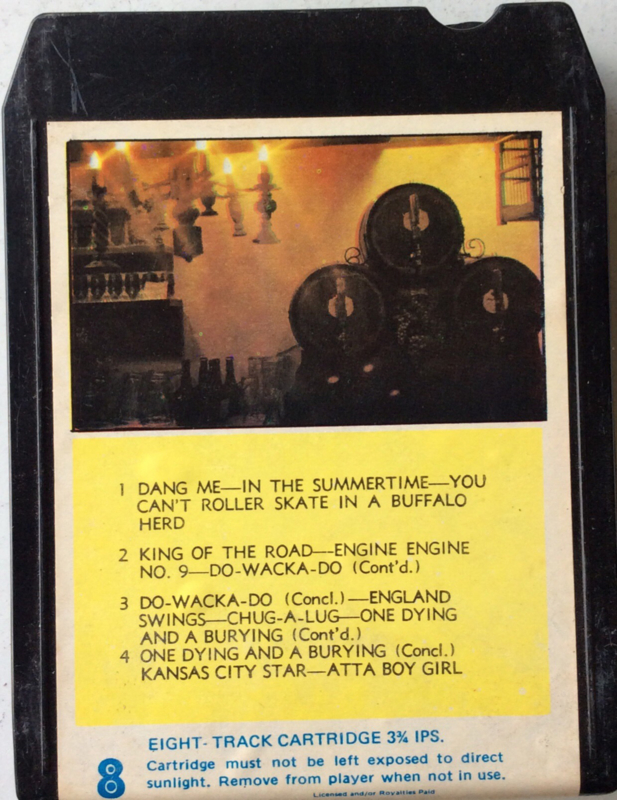 1 DANG ME—IN THE SUMMERTIME—YOU
CAN'T ROLLER SKATE IN A BUFFALO
HERD
2 KING OF THE ROAD—ENGINE ENGINE
NO. 9—DO-WACKA-DO (Cont'd.)
3 DO-WACKA-DO (Concl.)—ENGLAND
SWINGS—CHUG-A-LUG—ONE DYING
AND A BURYING (Cont'd.)
4 ONE DYING AND A BURYING (Concl.)
KANSAS CITY STAR—ATTA BOY GIRL
EIGHT-TRACK CARTRIDGE 3¾ IPS.
8 Cartridge must not be left exposed to direct
sunlight. Remove from player when not in use.
Licensed and/or Royalties Paid